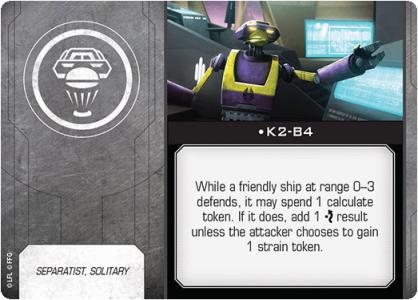 • K2-B4
While a friendly ship at range 0–3
defends, it may spend 1 calculate
token. If it does, add 1 result
unless the attacker chooses to gain
1 strain token.
SEPARATIST, SOLITARY
© LFL © FFG